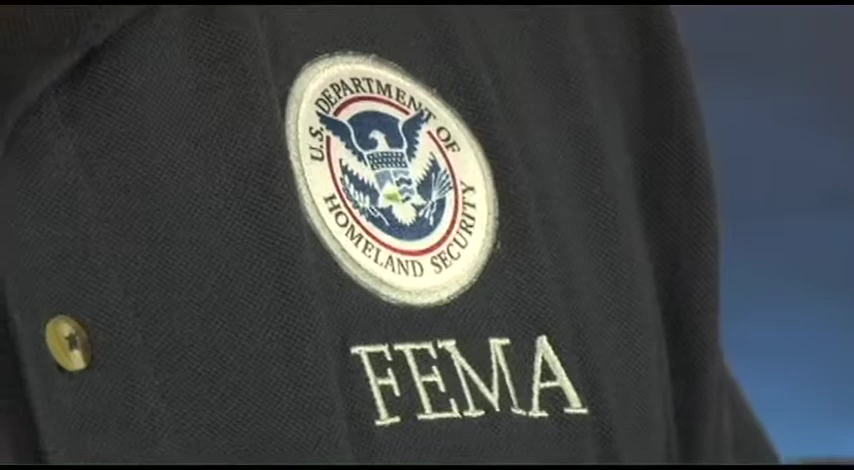 U.S. DEPARTMENT OF
HOMELAND SECURITY
FEMA